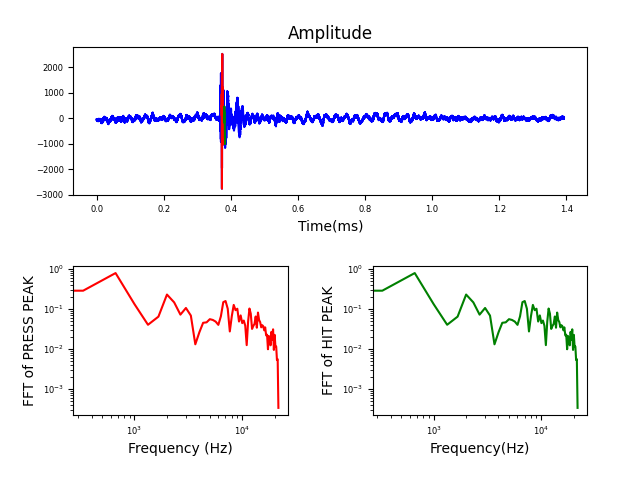 Amplitude
2000
1000
0
−1000
−2000
−3000
0.0 0.2 0.4 0.6 0.8 1.0 1.2 1.4
Time(ms)
FFT of PRESS PEAK
10⁰
10⁻¹
10⁻²
10⁻³
10³ 10⁴
Frequency (Hz)
FFT of HIT PEAK
10⁰
10⁻¹
10⁻²
10⁻³
10³ 10⁴
Frequency(Hz)